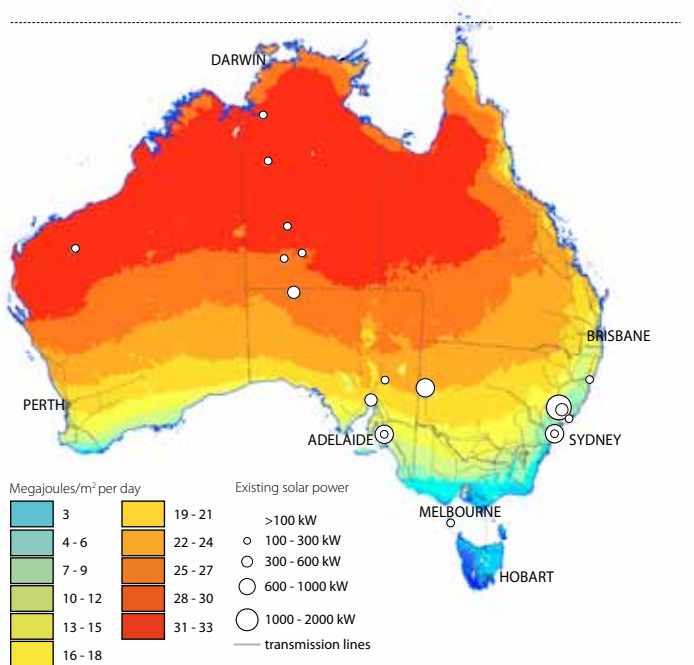 DARWIN
BRISBANE
PERTH
ADELAIDE
SYDNEY
MELBOURNE
HOBART
Megajoules/m² per day
3
4 - 6
7 - 9
10 - 12
13 - 15
16 - 18
19 - 21
22 - 24
25 - 27
28 - 30
31 - 33
Existing solar power
>100 kW
100 - 300 kW
300 - 600 kW
600 - 1000 kW
1000 - 2000 kW
transmission lines